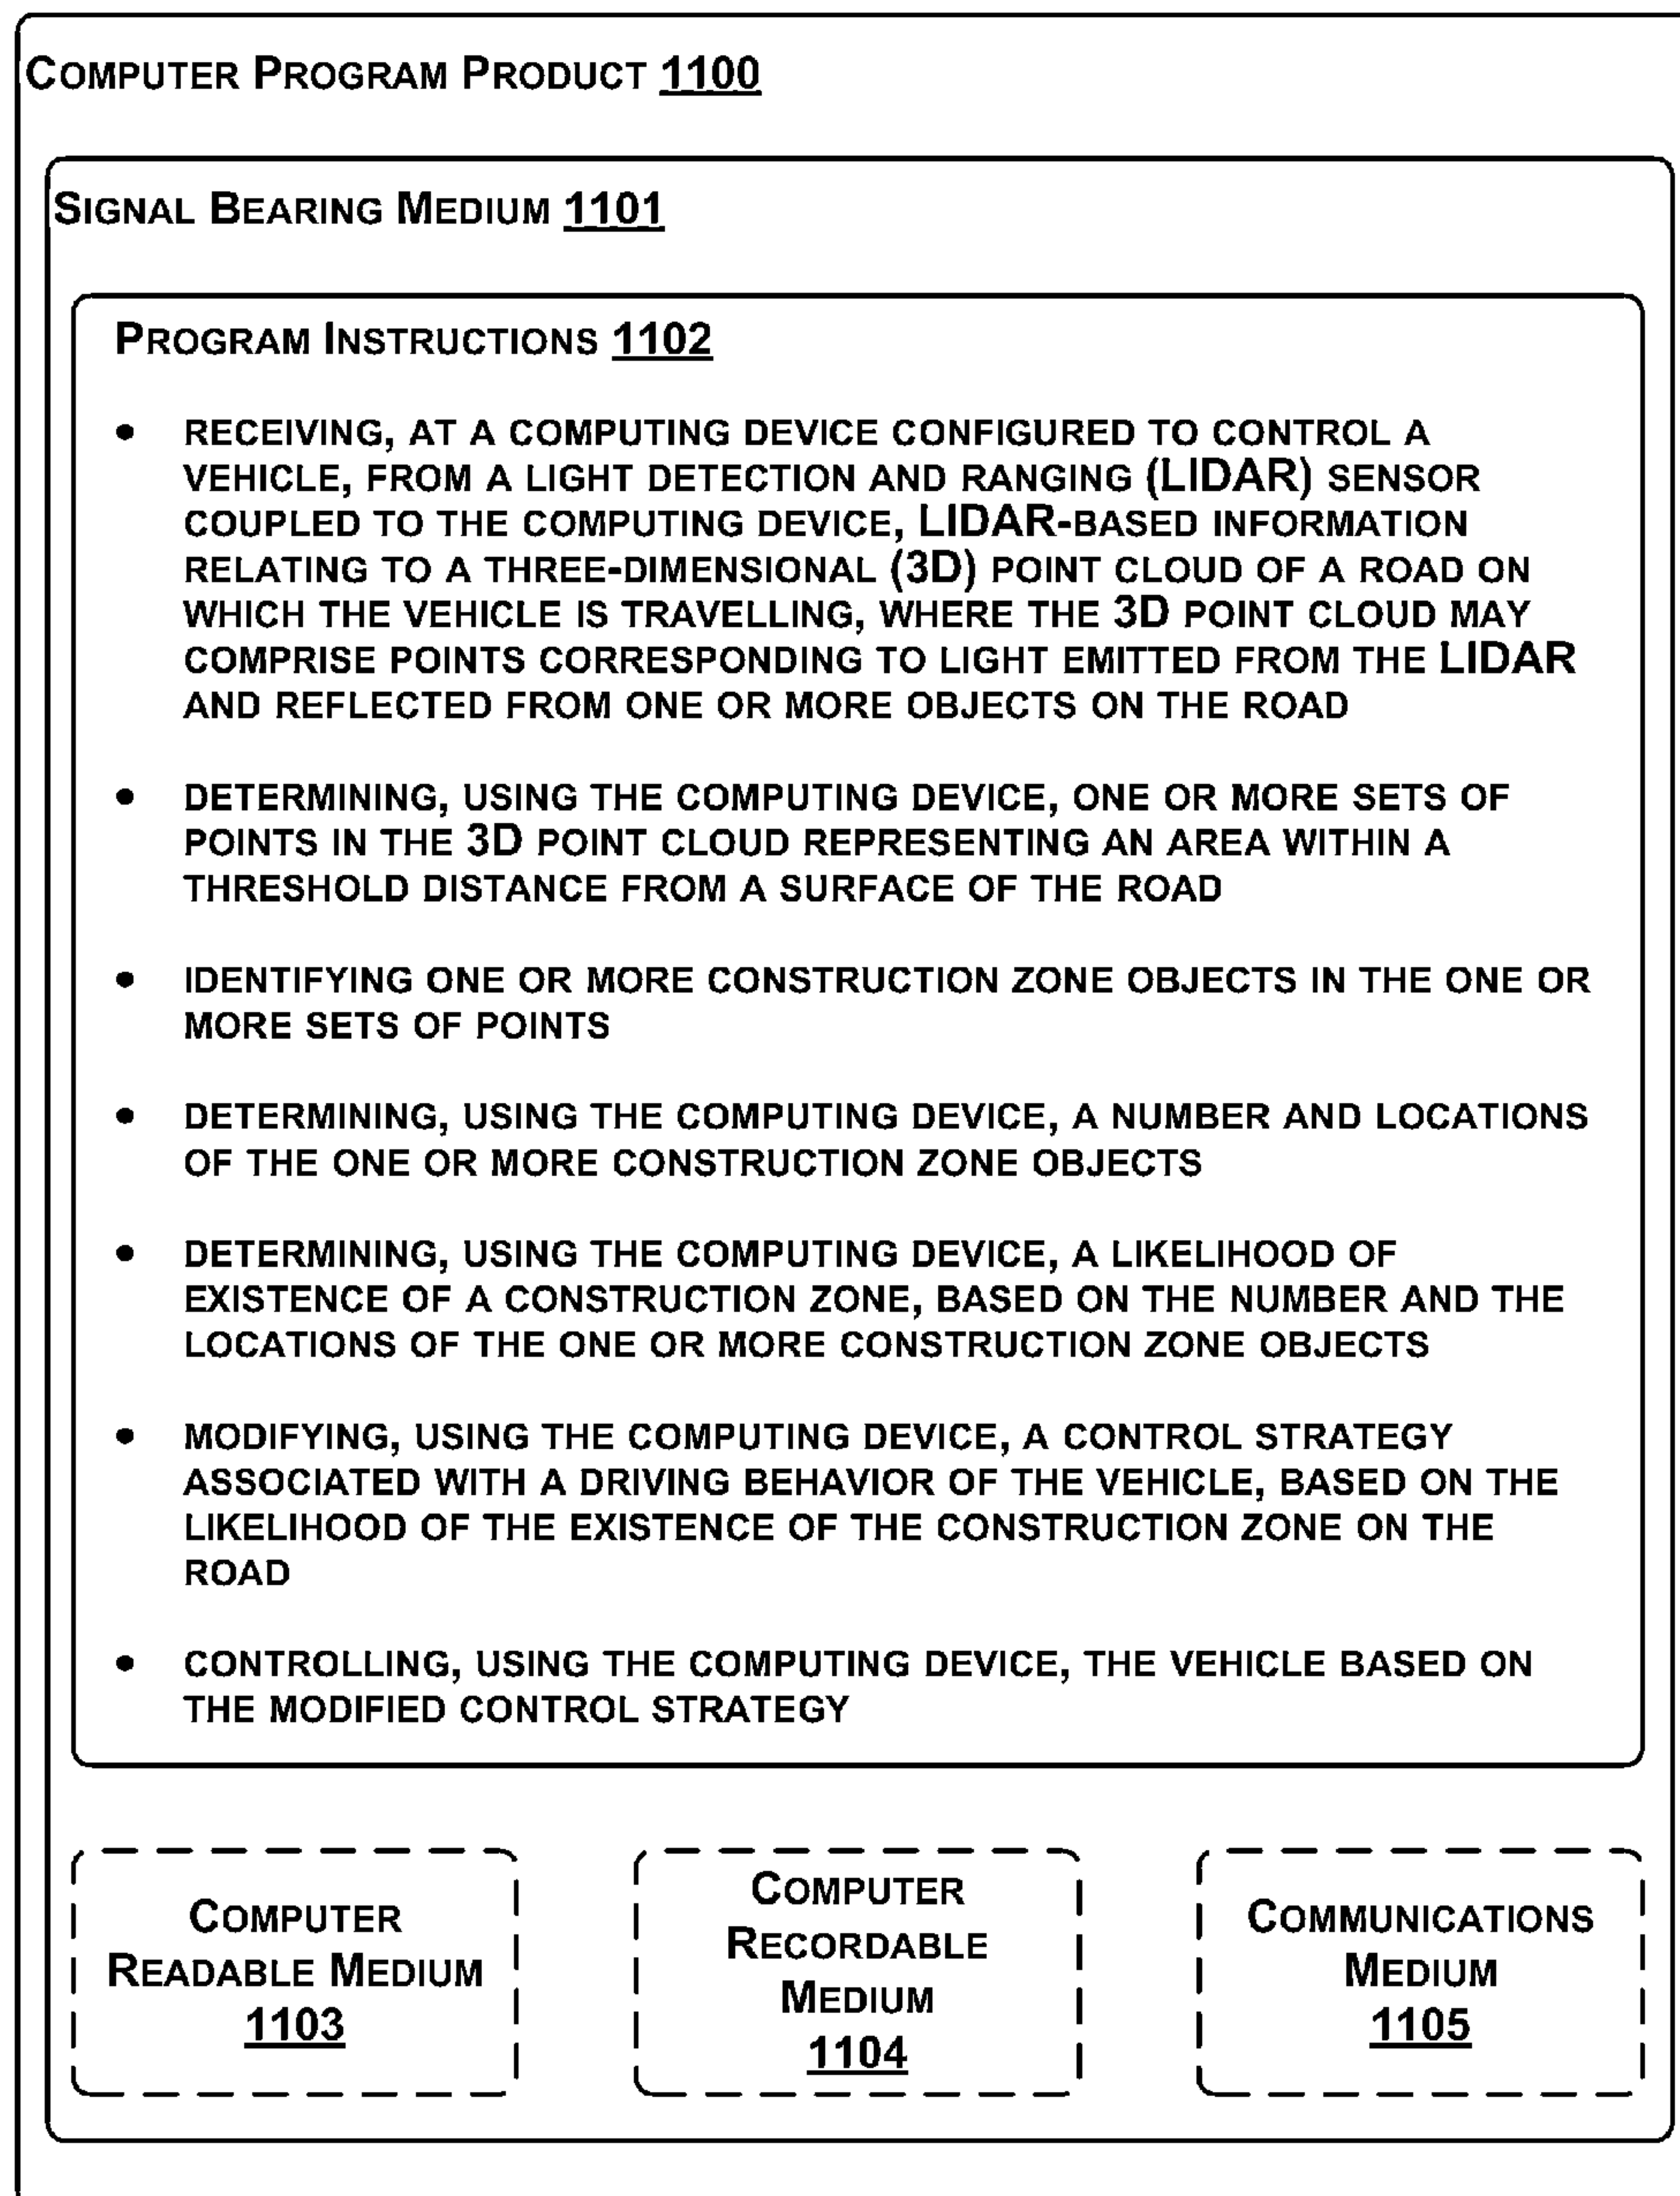 COMPUTER PROGRAM PRODUCT 1100
SIGNAL BEARING MEDIUM 1101
PROGRAM INSTRUCTIONS 1102
• RECEIVING, AT A COMPUTING DEVICE CONFIGURED TO CONTROL A
VEHICLE, FROM A LIGHT DETECTION AND RANGING (LIDAR) SENSOR
COUPLED TO THE COMPUTING DEVICE, LIDAR-BASED INFORMATION
RELATING TO A THREE-DIMENSIONAL (3D) POINT CLOUD OF A ROAD ON
WHICH THE VEHICLE IS TRAVELLING, WHERE THE 3D POINT CLOUD MAY
COMPRISE POINTS CORRESPONDING TO LIGHT EMITTED FROM THE LIDAR
AND REFLECTED FROM ONE OR MORE OBJECTS ON THE ROAD
• DETERMINING, USING THE COMPUTING DEVICE, ONE OR MORE SETS OF
POINTS IN THE 3D POINT CLOUD REPRESENTING AN AREA WITHIN A
THRESHOLD DISTANCE FROM A SURFACE OF THE ROAD
• IDENTIFYING ONE OR MORE CONSTRUCTION ZONE OBJECTS IN THE ONE OR
MORE SETS OF POINTS
• DETERMINING, USING THE COMPUTING DEVICE, A NUMBER AND LOCATIONS
OF THE ONE OR MORE CONSTRUCTION ZONE OBJECTS
• DETERMINING, USING THE COMPUTING DEVICE, A LIKELIHOOD OF
EXISTENCE OF A CONSTRUCTION ZONE, BASED ON THE NUMBER AND THE
LOCATIONS OF THE ONE OR MORE CONSTRUCTION ZONE OBJECTS
• MODIFYING, USING THE COMPUTING DEVICE, A CONTROL STRATEGY
ASSOCIATED WITH A DRIVING BEHAVIOR OF THE VEHICLE, BASED ON THE
LIKELIHOOD OF THE EXISTENCE OF THE CONSTRUCTION ZONE ON THE
ROAD
• CONTROLLING, USING THE COMPUTING DEVICE, THE VEHICLE BASED ON
THE MODIFIED CONTROL STRATEGY
COMPUTER
READABLE MEDIUM
1103
COMPUTER
RECORDABLE
MEDIUM
1104
COMMUNICATIONS
MEDIUM
1105